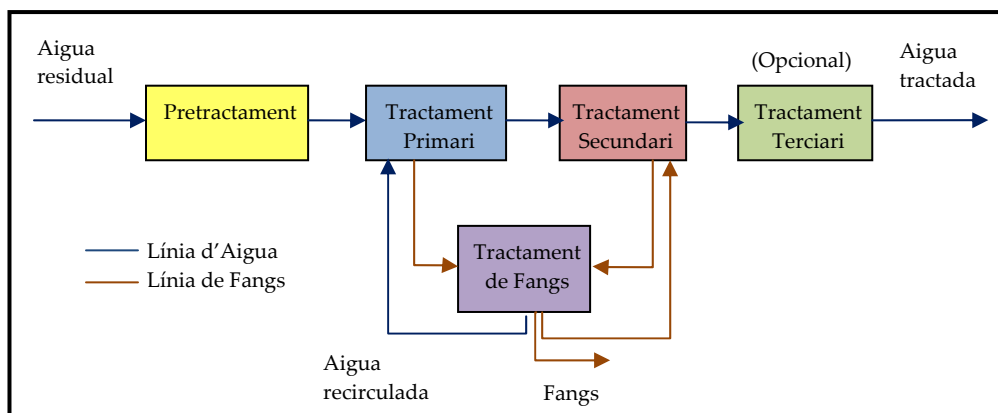 Aigua
residual
Pretractament
Tractament
Primari
Tractament
Secundari
(Opcional)
Tractament
Terciari
Aigua
tractada
Línia d’Aigua
Línia de Fangs
Tractament
de Fangs
Aigua
recirculada
Fangs